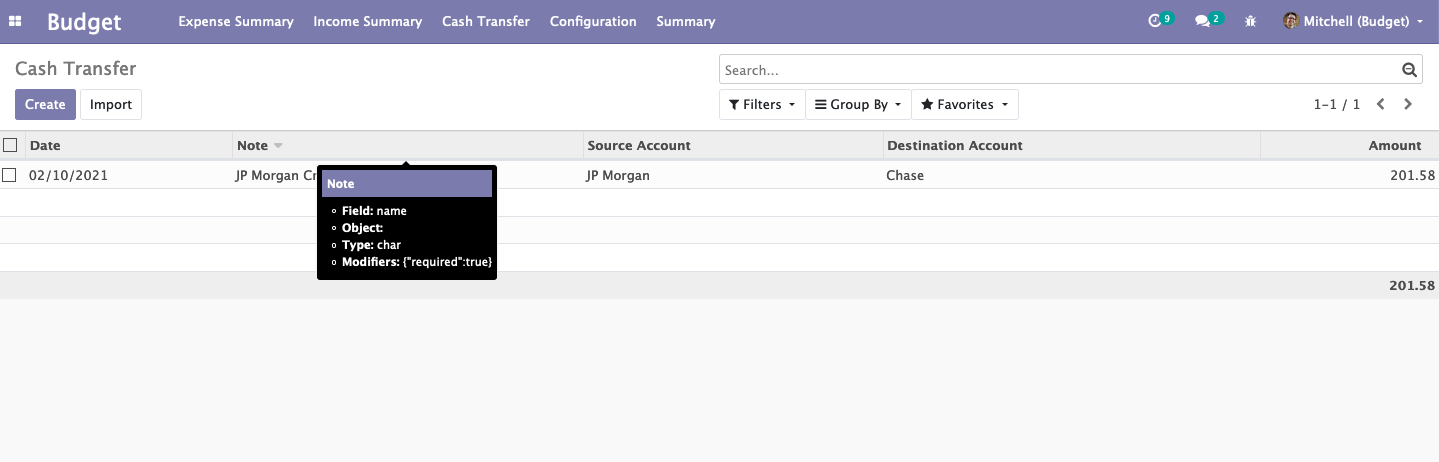 Budget Expense Summary Income Summary Cash Transfer Configuration Summary 9 2 Mitchell (Budget)
Cash Transfer
Search...
Create Import Filters Group By Favorites 1-1 / 1
Date Note Source Account Destination Account Amount
02/10/2021 JP Morgan JP Morgan Chase 201.58
Note
Field: name
Object:
Type: char
Modifiers: {"required":true}
201.58